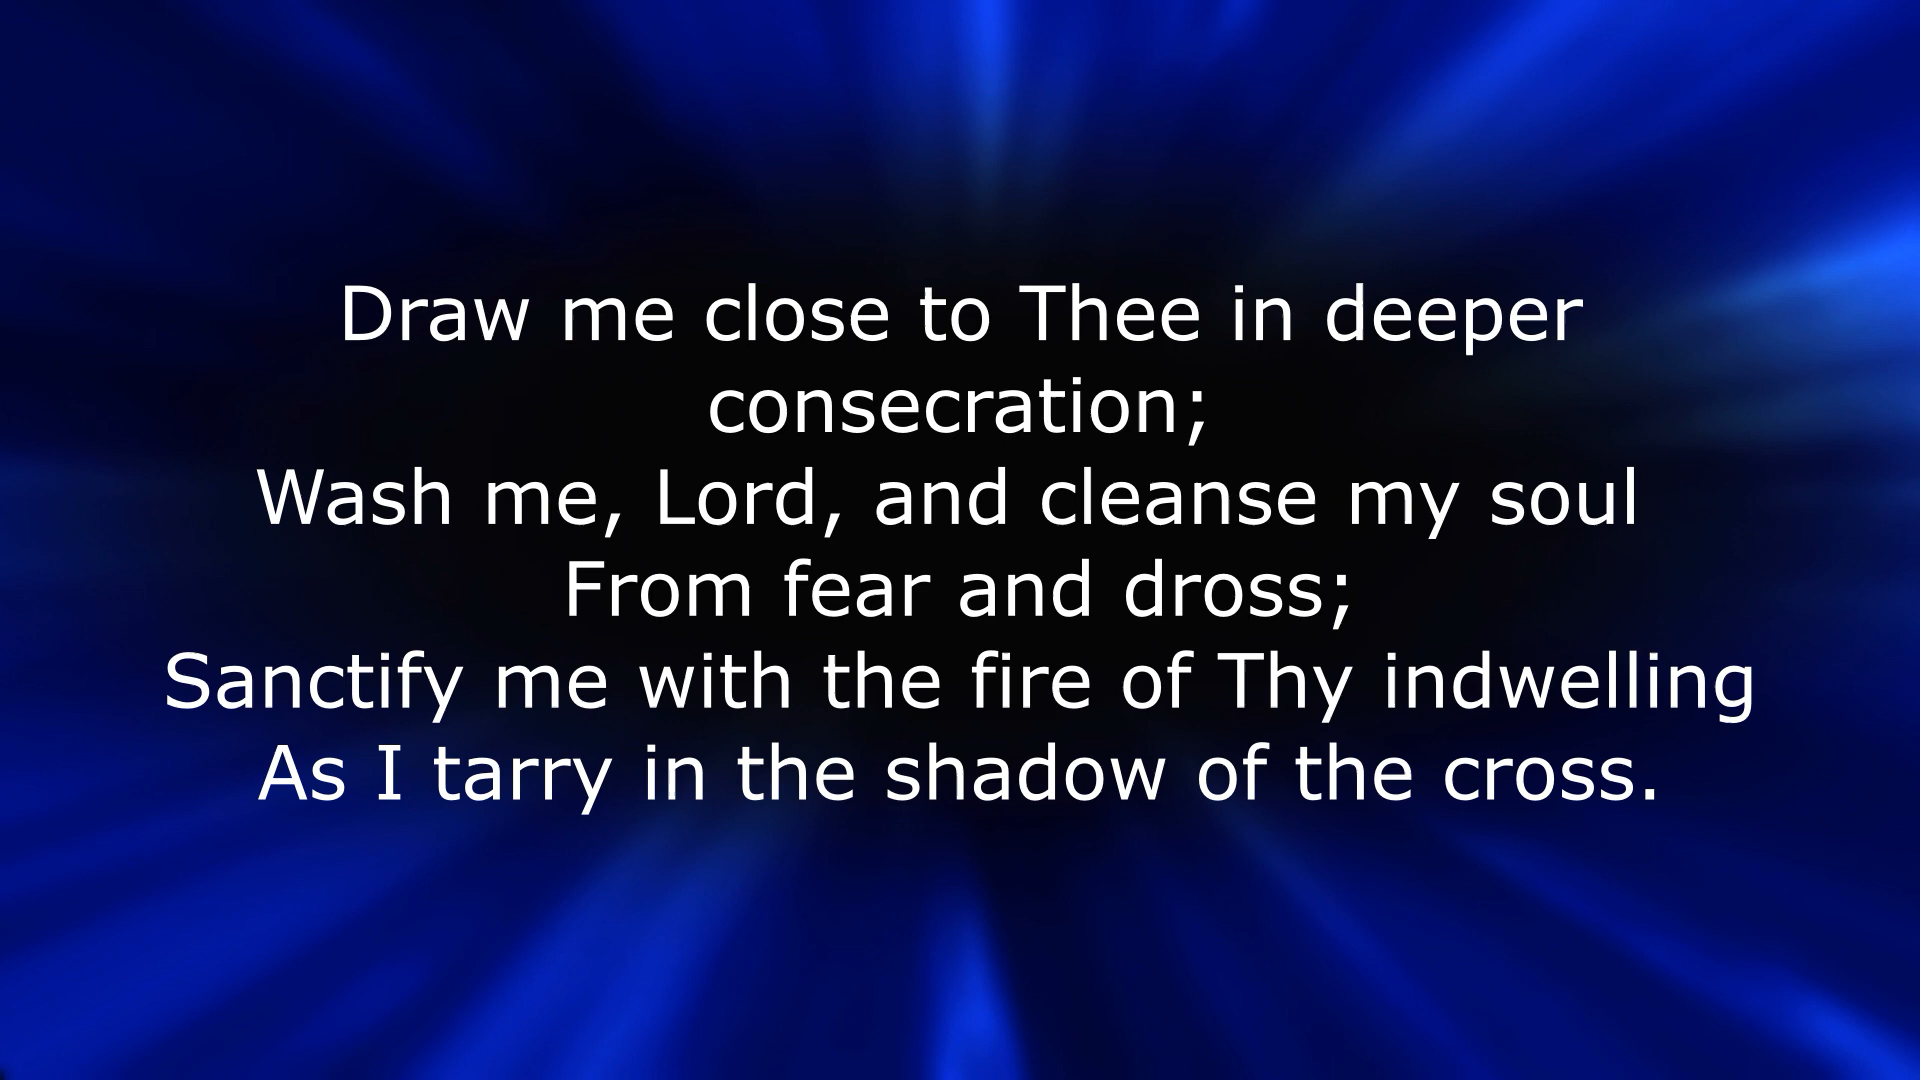 Draw me close to Thee in deeper
consecration;
Wash me, Lord, and cleanse my soul
From fear and dross;
Sanctify me with the fire of Thy indwelling
As I tarry in the shadow of the cross.